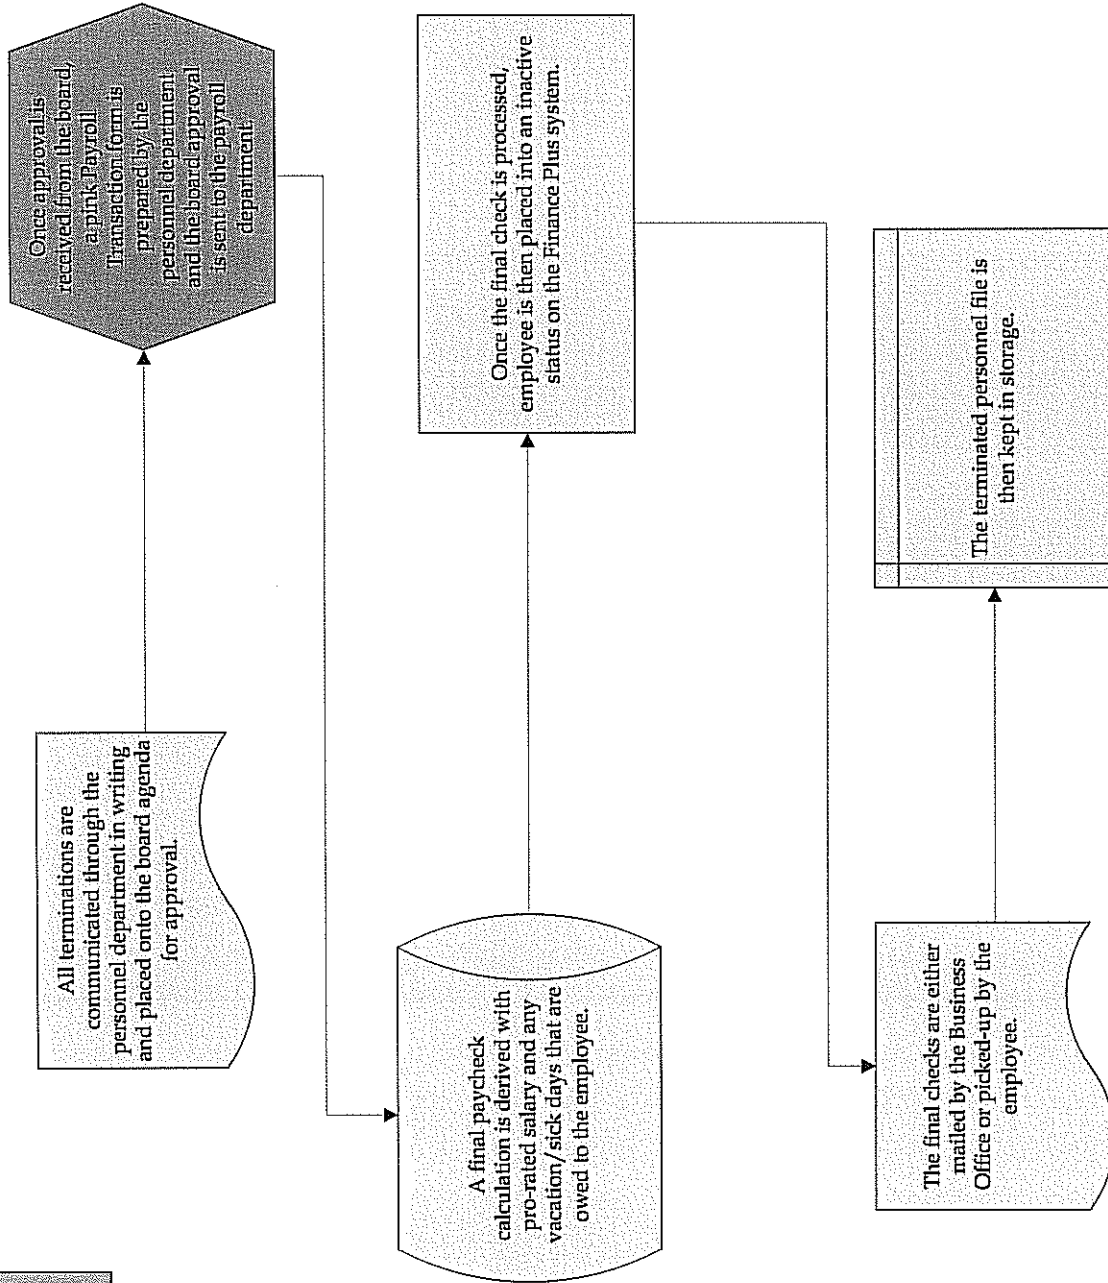 All terminations are
communicated through the
personnel department in writing
and placed onto the board agenda
for approval.
Once approval is
received from the board,
a pink Payroll
Transaction form is
prepared by the
personnel department
and the board approval
is sent to the payroll
department.
A final paycheck
calculation is derived with
pro-rated salary and any
vacation/sick days that are
owed to the employee.
Once the final check is processed,
employee is then placed into an inactive
status on the Finance Plus system.
The final checks are either
mailed by the Business
Office or picked-up by the
employee.
The terminated personnel file is
then kept in storage.